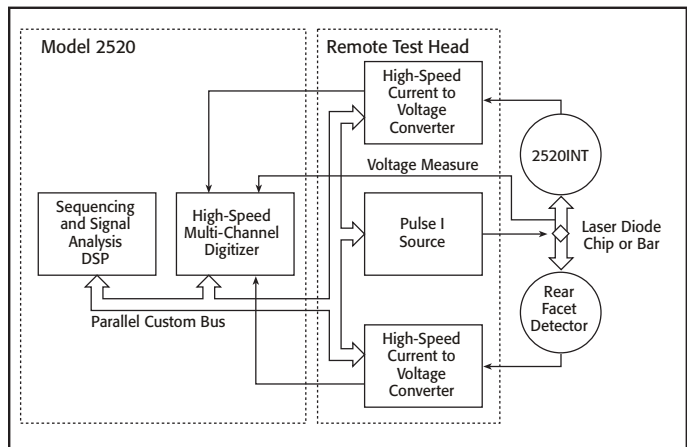 Model 2520
Remote Test Head
High-Speed
Current to
Voltage
Converter
2520INT
Voltage Measure
Sequencing
and Signal
Analysis
DSP
High-Speed
Multi-Channel
Digitizer
Pulse I
Source
Laser Diode
Chip or Bar
Parallel Custom Bus
Rear
Facet
Detector
High-Speed
Current to
Voltage
Converter